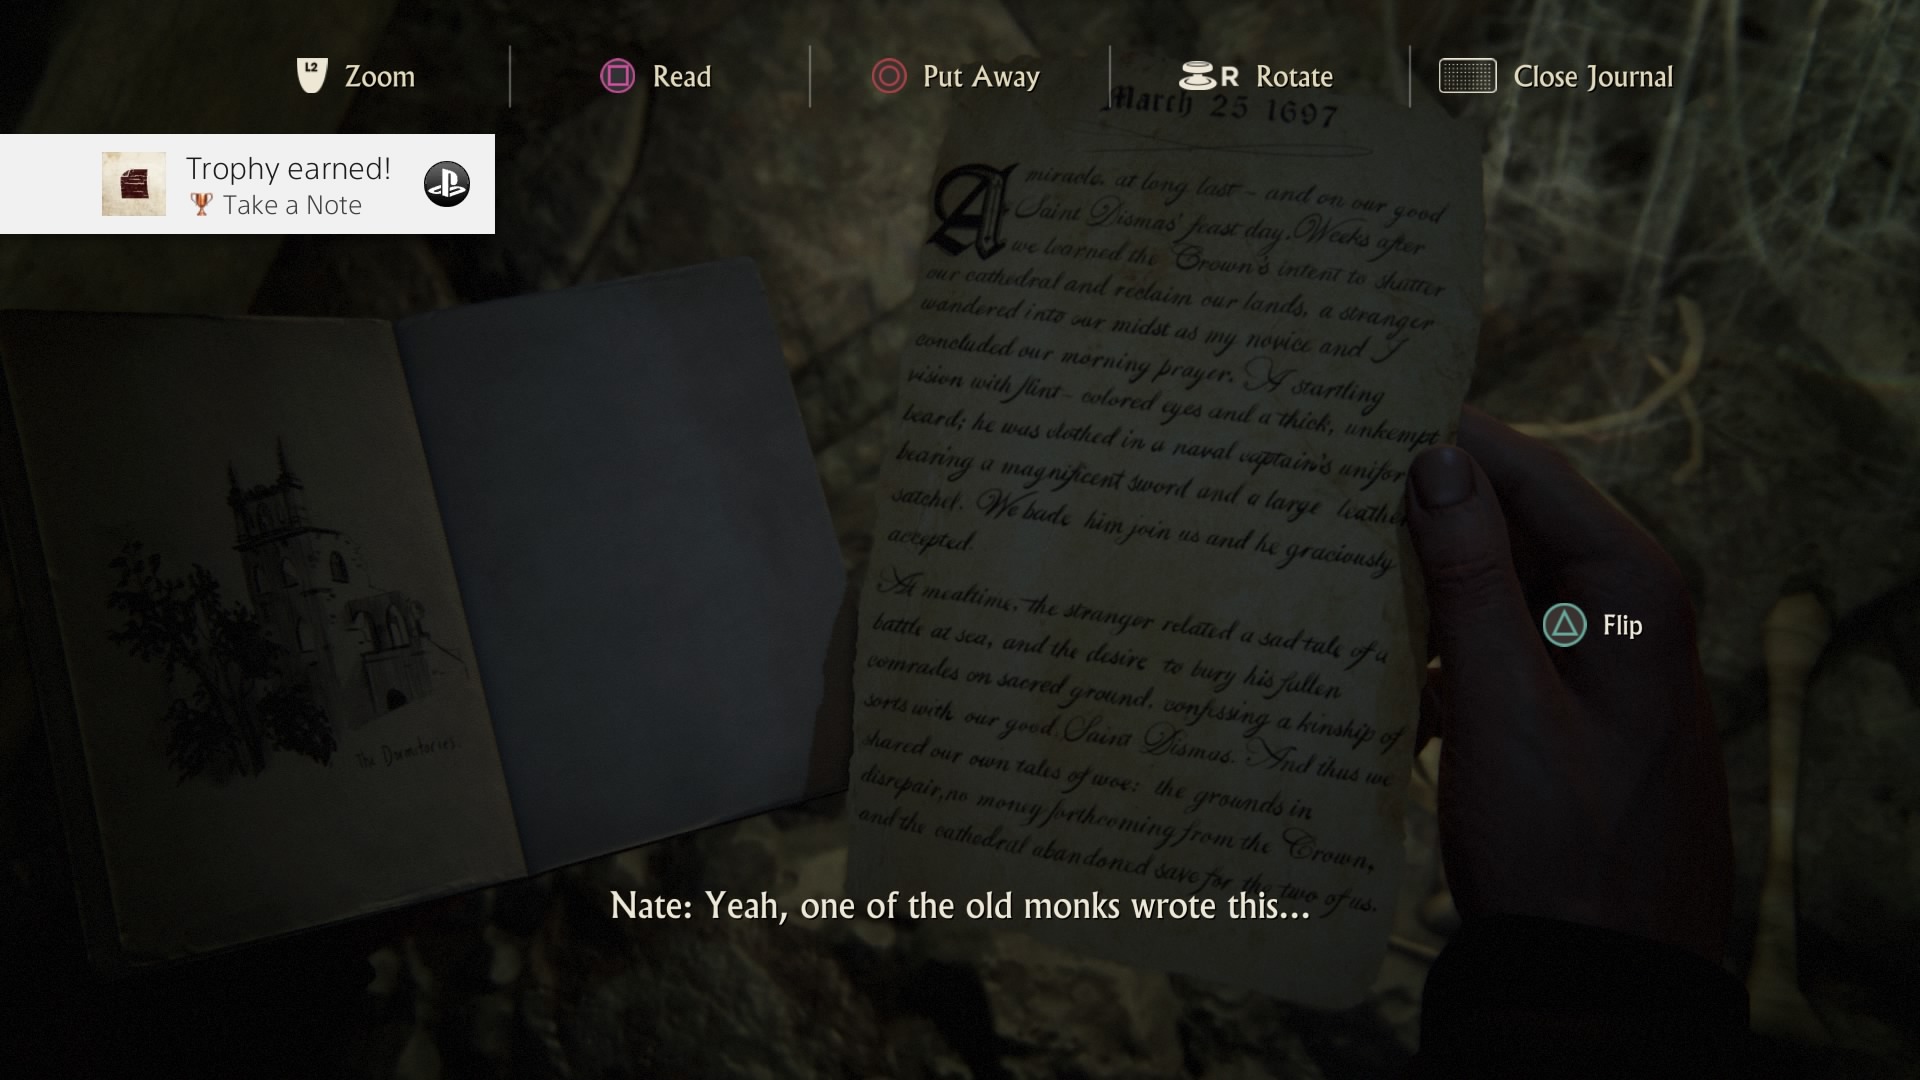 L2 Zoom
Read
Put Away
R Rotate
Close Journal
Trophy earned!
Take a Note
March 25 1697
A miracle, at long last - and on our good
Saint Dismas' feast day. Weeks after
we learned the Crown's intent to shutter
our cathedral and reclaim our lands, a stranger
wandered into our midst as my novice and I
concluded our morning prayer. A startling
vision with flint-colored eyes and a thick, unkempt
beard; he was clothed in a naval captain's unifor
bearing a magnificent sword and a large leather
satchel. We bade him join us and he graciously
accepted.
At mealtime, the stranger related a sad tale of a
battle at sea, and the desire to bury his fallen
comrades on sacred ground, confessing a kinship of
sorts with our good Saint Dismas. And thus we
shared our own tales of woe: the grounds in
disrepair, no money forthcoming from the Crown,
and the cathedral abandoned save for the two of us.
The Dormitories.
Flip
Nate: Yeah, one of the old monks wrote this...